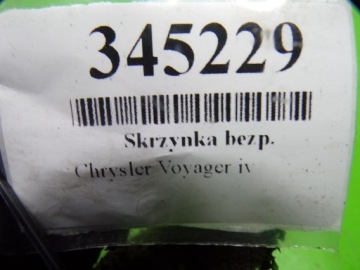 345229
Skrzynka bezp.
Chrysler Voyager iv